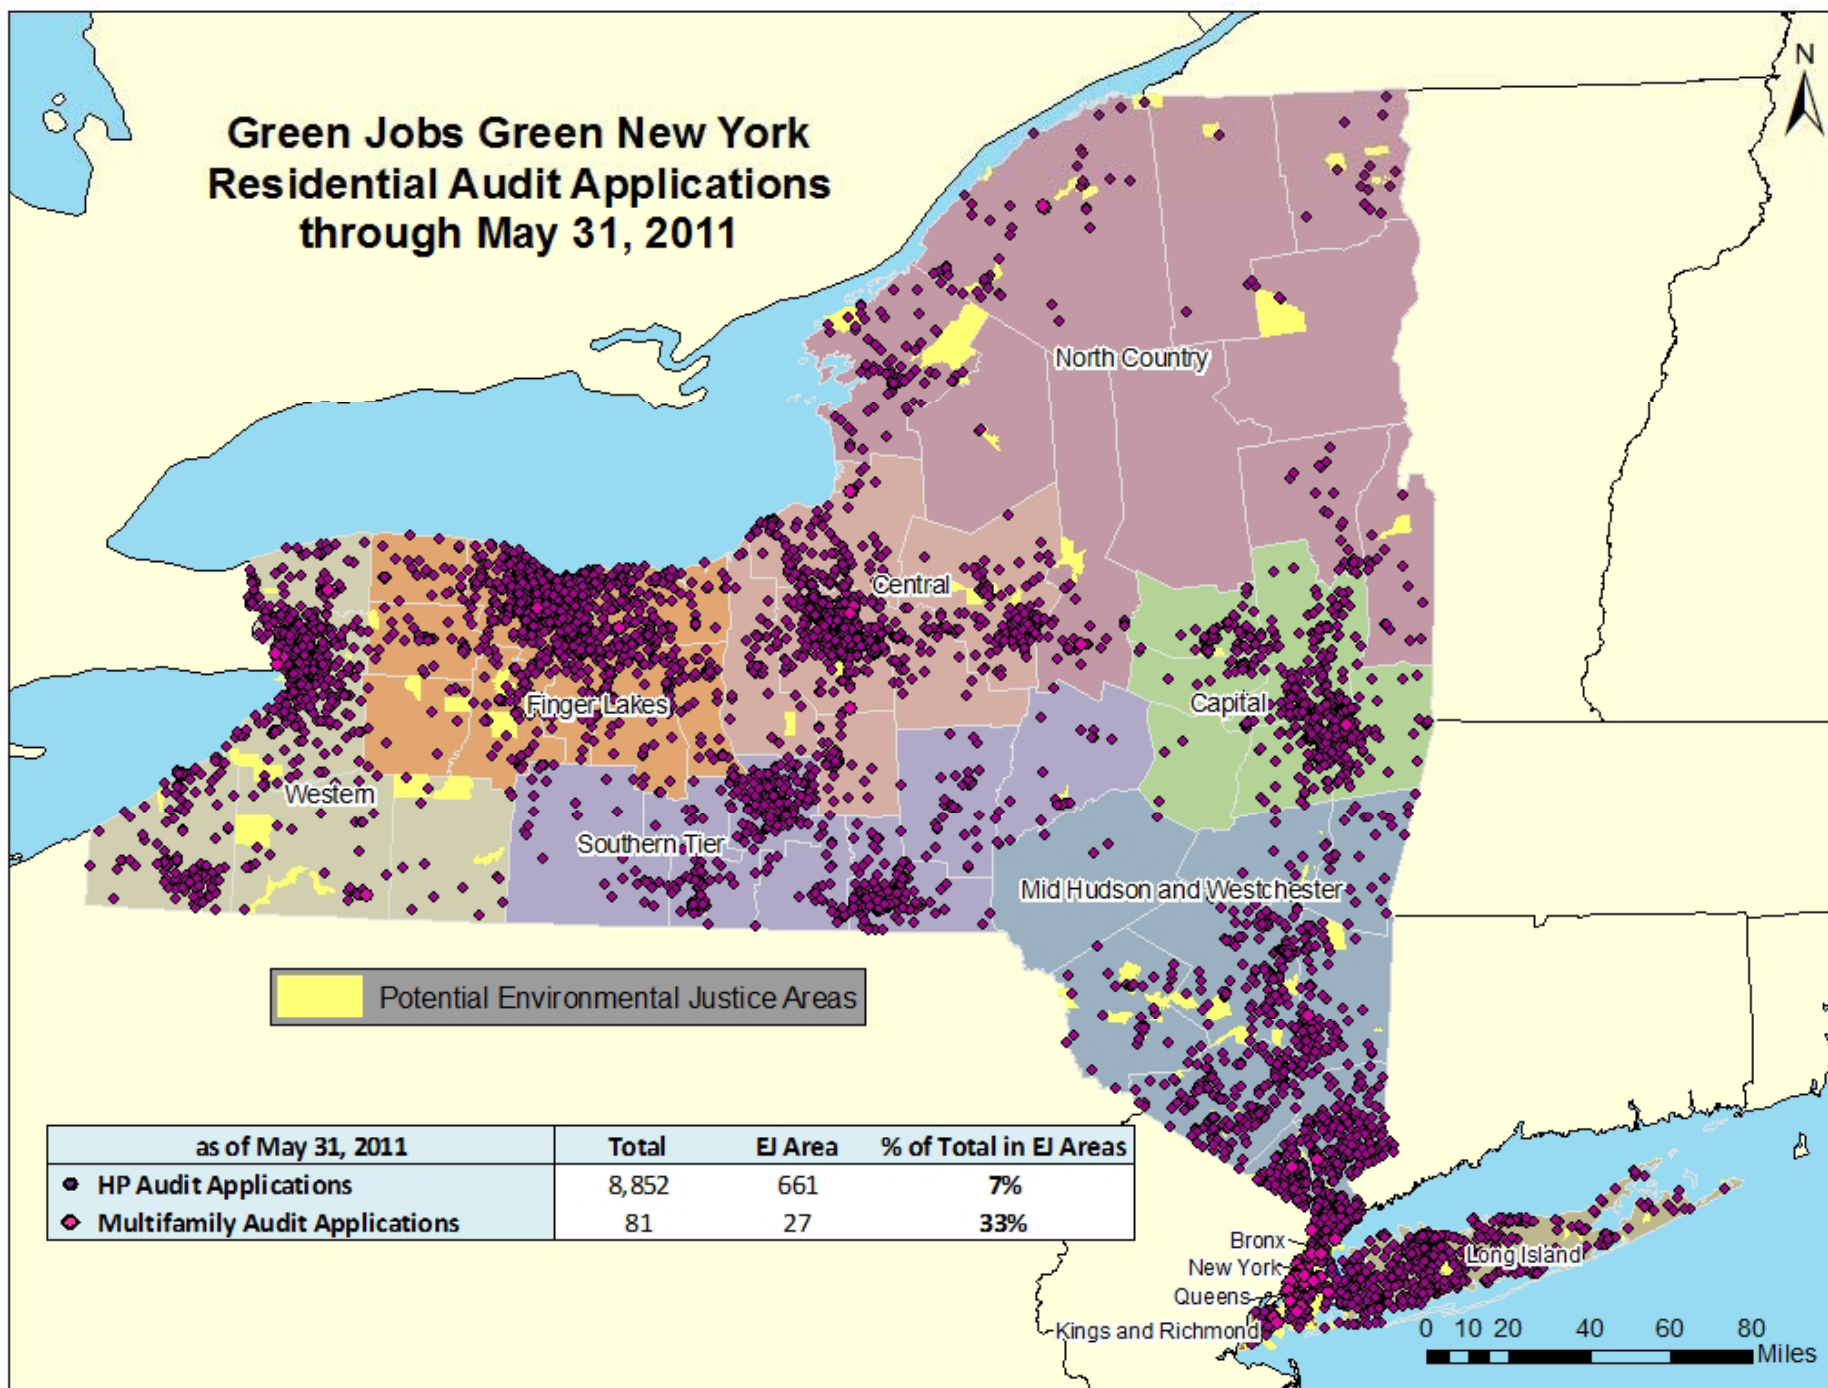 N
Green Jobs Green New York
Residential Audit Applications
through May 31, 2011
North Country
Central
Finger Lakes
Capital
Western
Southern Tier
Mid Hudson and Westchester
Potential Environmental Justice Areas
as of May 31, 2011 Total EJ Area % of Total in EJ Areas
HP Audit Applications 8,852 661 7%
Multifamily Audit Applications 81 27 33%
Bronx
New York
Queens
Kings and Richmond
Long Island
0 10 20 40 60 80
Miles